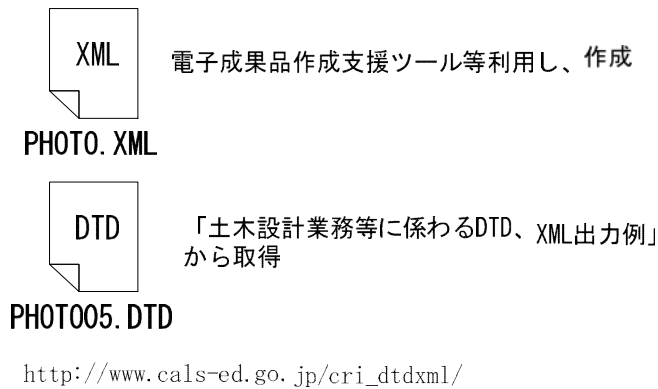 XML
電子成果品作成支援ツール等利用し、作成
PHOTO.XML
DTD
「土木設計業務等に係わるDTD、XML出力例」
から取得
PHOTO05.DTD
http://www.cals-ed.go.jp/cri_dtdxml/